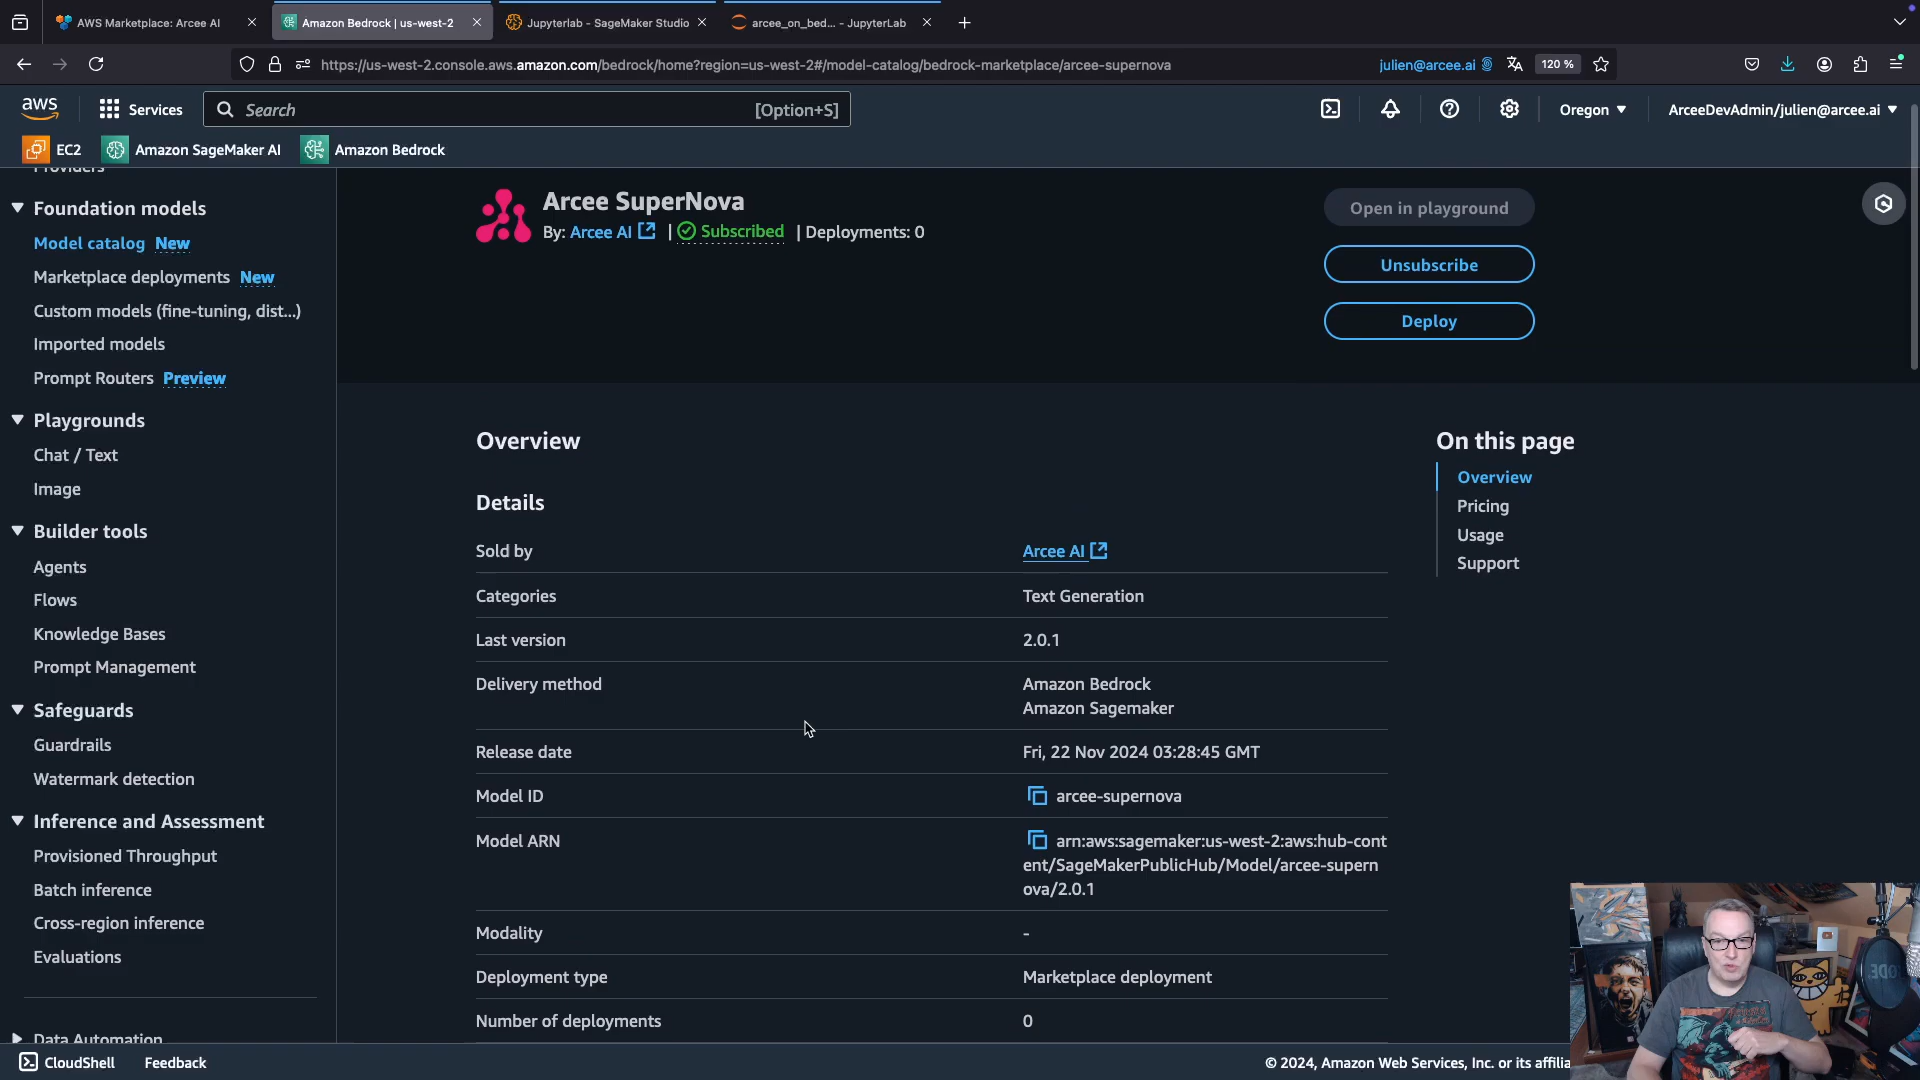 AWS Marketplace: Arcee AI
Amazon Bedrock | us-west-2
Jupyterlab - SageMaker Studio
arcee_on_bed... - JupyterLab
https://us-west-2.console.aws.amazon.com/bedrock/home?region=us-west-2#/model-catalog/bedrock-marketplace/arcee-supernova
julien@arcee.ai
120 %
aws
Services
Search
[Option+S]
Oregon
ArceeDevAdmin/julien@arcee.ai
EC2
Amazon SageMaker AI
Amazon Bedrock
Providers
Foundation models
Model catalog New
Marketplace deployments New
Custom models (fine-tuning, dist...)
Imported models
Prompt Routers Preview
Playgrounds
Chat / Text
Image
Builder tools
Agents
Flows
Knowledge Bases
Prompt Management
Safeguards
Guardrails
Watermark detection
Inference and Assessment
Provisioned Throughput
Batch inference
Cross-region inference
Evaluations
Data Automation
Arcee SuperNova
By: Arcee AI | Subscribed | Deployments: 0
Open in playground
Unsubscribe
Deploy
Overview
Details
Sold by Arcee AI
Categories Text Generation
Last version 2.0.1
Delivery method Amazon Bedrock
Amazon Sagemaker
Release date Fri, 22 Nov 2024 03:28:45 GMT
Model ID arcee-supernova
Model ARN arn:aws:sagemaker:us-west-2:aws:hub-cont
ent/SageMakerPublicHub/Model/arcee-supern
ova/2.0.1
Modality -
Deployment type Marketplace deployment
Number of deployments 0
On this page
Overview
Pricing
Usage
Support
CloudShell
Feedback
© 2024, Amazon Web Services, Inc. or its affilia